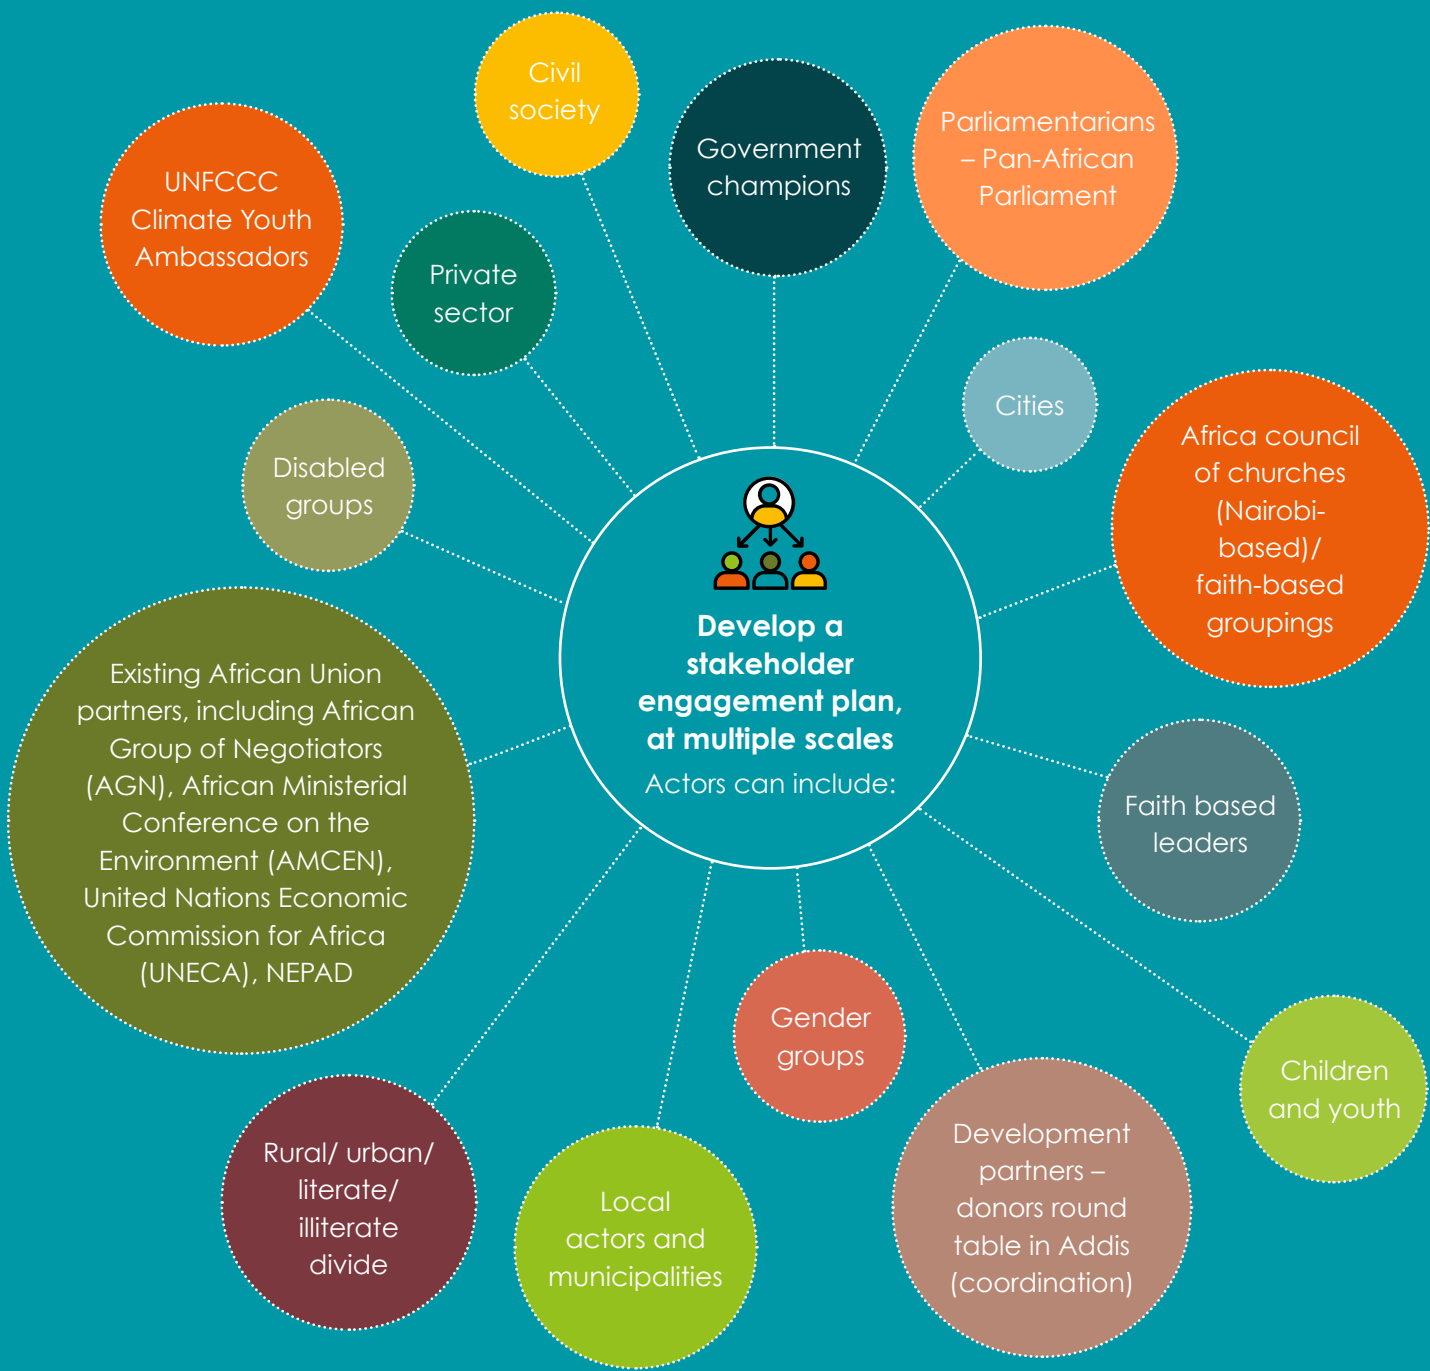 Civil
society
Government
champions
Parliamentarians
– Pan-African
Parliament
UNFCCC
Climate Youth
Ambassadors
Private
sector
Cities
Africa council
of churches
(Nairobi-
based)/
faith-based
groupings
Disabled
groups
Develop a
stakeholder
engagement plan,
at multiple scales
Actors can include:
Existing African Union
partners, including African
Group of Negotiators
(AGN), African Ministerial
Conference on the
Environment (AMCEN),
United Nations Economic
Commission for Africa
(UNECA), NEPAD
Faith based
leaders
Gender
groups
Children
and youth
Rural/ urban/
literate/
illiterate
divide
Local
actors and
municipalities
Development
partners –
donors round
table in Addis
(coordination)